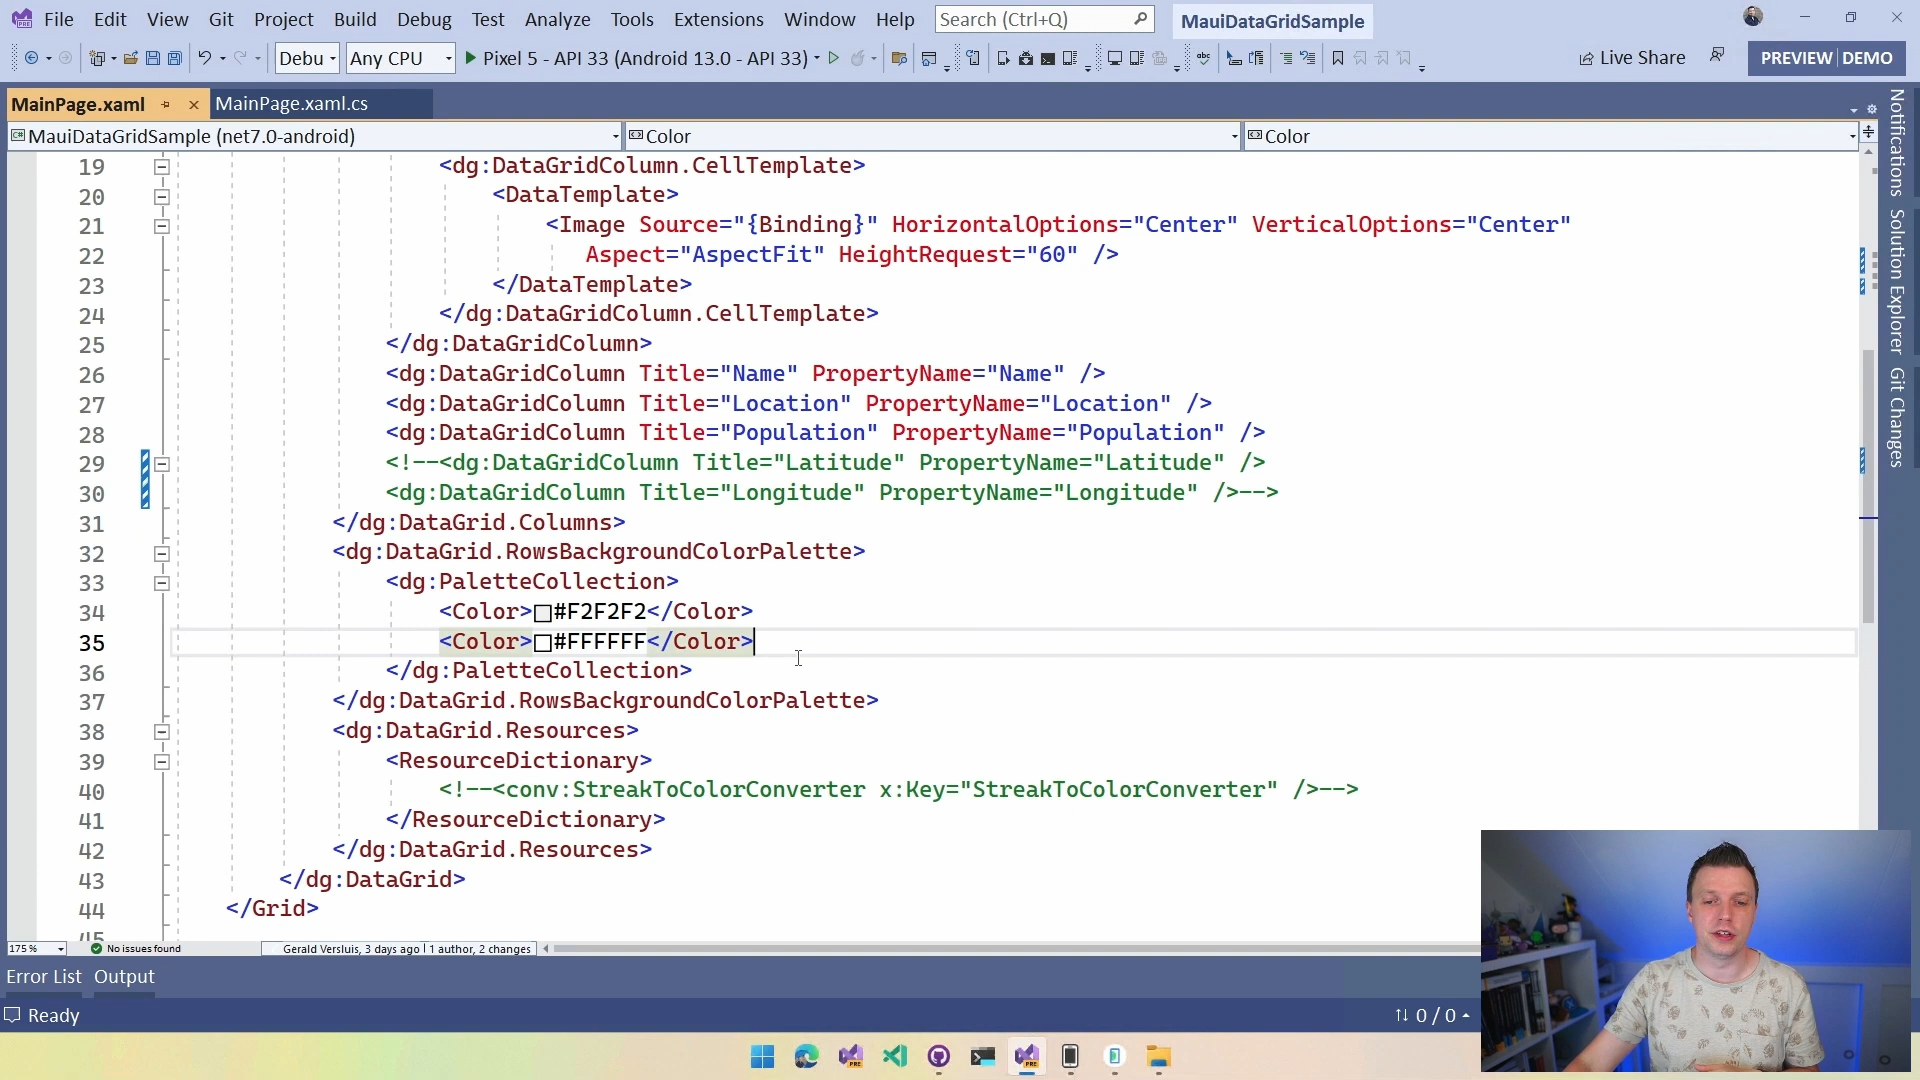 File Edit View Git Project Build Debug Test Analyze Tools Extensions Window Help Search (Ctrl+Q) MauiDataGridSample
Debu Any CPU Pixel 5 - API 33 (Android 13.0 - API 33) Live Share PREVIEW DEMO
MainPage.xaml MainPage.xaml.cs
MauiDataGridSample (net7.0-android) Color Color
19 <dg:DataGridColumn.CellTemplate>
20 <DataTemplate>
21 <Image Source="{Binding}" HorizontalOptions="Center" VerticalOptions="Center"
22 Aspect="AspectFit" HeightRequest="60" />
23 </DataTemplate>
24 </dg:DataGridColumn.CellTemplate>
25 </dg:DataGridColumn>
26 <dg:DataGridColumn Title="Name" PropertyName="Name" />
27 <dg:DataGridColumn Title="Location" PropertyName="Location" />
28 <dg:DataGridColumn Title="Population" PropertyName="Population" />
29 <!--<dg:DataGridColumn Title="Latitude" PropertyName="Latitude" />
30 <dg:DataGridColumn Title="Longitude" PropertyName="Longitude" />-->
31 </dg:DataGrid.Columns>
32 <dg:DataGrid.RowsBackgroundColorPalette>
33 <dg:PaletteCollection>
34 <Color>#F2F2F2</Color>
35 <Color>#FFFFFF</Color>
36 </dg:PaletteCollection>
37 </dg:DataGrid.RowsBackgroundColorPalette>
38 <dg:DataGrid.Resources>
39 <ResourceDictionary>
40 <!--<conv:StreakToColorConverter x:Key="StreakToColorConverter" />-->
41 </ResourceDictionary>
42 </dg:DataGrid.Resources>
43 </dg:DataGrid>
44 </Grid>
45
175 % No issues found Gerald Versluis, 3 days ago | 1 author, 2 changes
Error List Output
Ready 0 / 0
Notifications
Solution Explorer
Git Changes